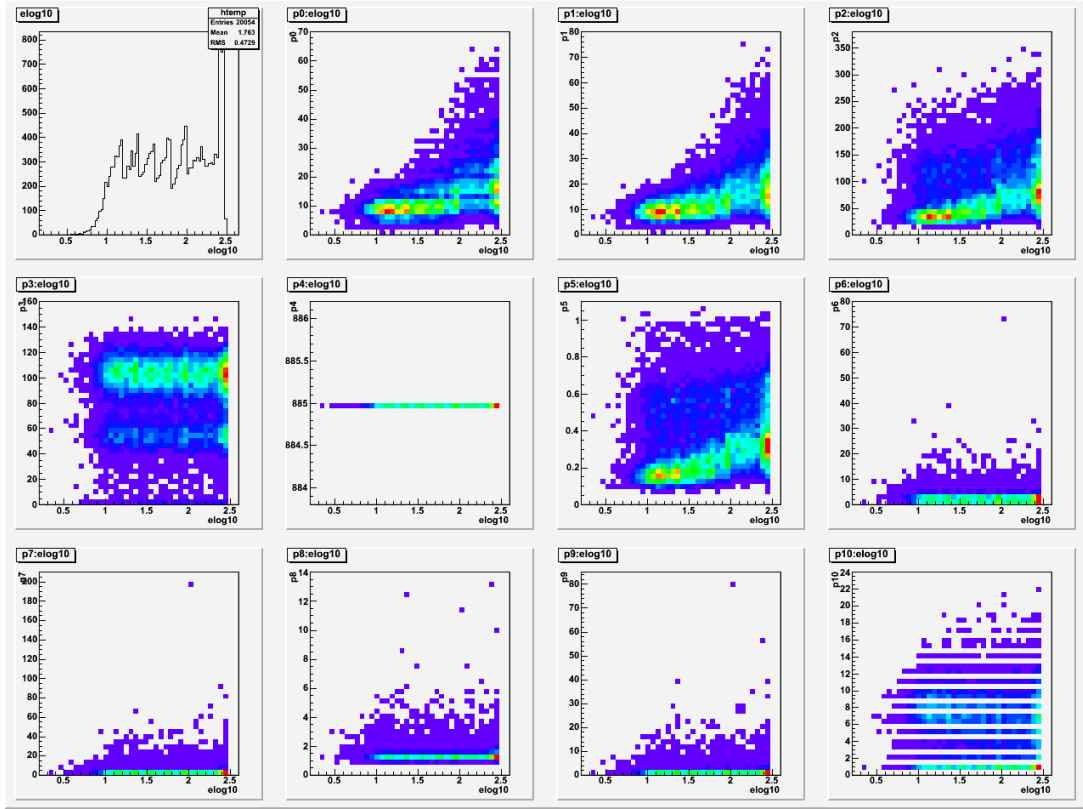 elog10
htemp
Entries 20054
Mean 1.763
RMS 0.4729
800
700
600
500
400
300
200
100
0
0.5 1 1.5 2 2.5
elog10
p0:elog10
p0
70
60
50
40
30
20
10
0
0.5 1 1.5 2 2.5
elog10
p1:elog10
p1
80
70
60
50
40
30
20
10
0
0.5 1 1.5 2 2.5
elog10
p2:elog10
p2
350
300
250
200
150
100
50
0
0.5 1 1.5 2 2.5
elog10
p3:elog10
p3
160
140
120
100
80
60
40
20
0
0.5 1 1.5 2 2.5
elog10
p4:elog10
p4
886
885.5
885
884.5
884
0.5 1 1.5 2 2.5
elog10
p5:elog10
p5
1
0.8
0.6
0.4
0.2
0.5 1 1.5 2 2.5
elog10
p6:elog10
p6
80
70
60
50
40
30
20
10
0
0.5 1 1.5 2 2.5
elog10
p7:elog10
p7
200
180
160
140
120
100
80
60
40
20
0
0.5 1 1.5 2 2.5
elog10
p8:elog10
p8
14
12
10
8
6
4
2
0
0.5 1 1.5 2 2.5
elog10
p9:elog10
p9
80
70
60
50
40
30
20
10
0
0.5 1 1.5 2 2.5
elog10
p10:elog10
p10
24
22
20
18
16
14
12
10
8
6
4
2
0
0.5 1 1.5 2 2.5
elog10